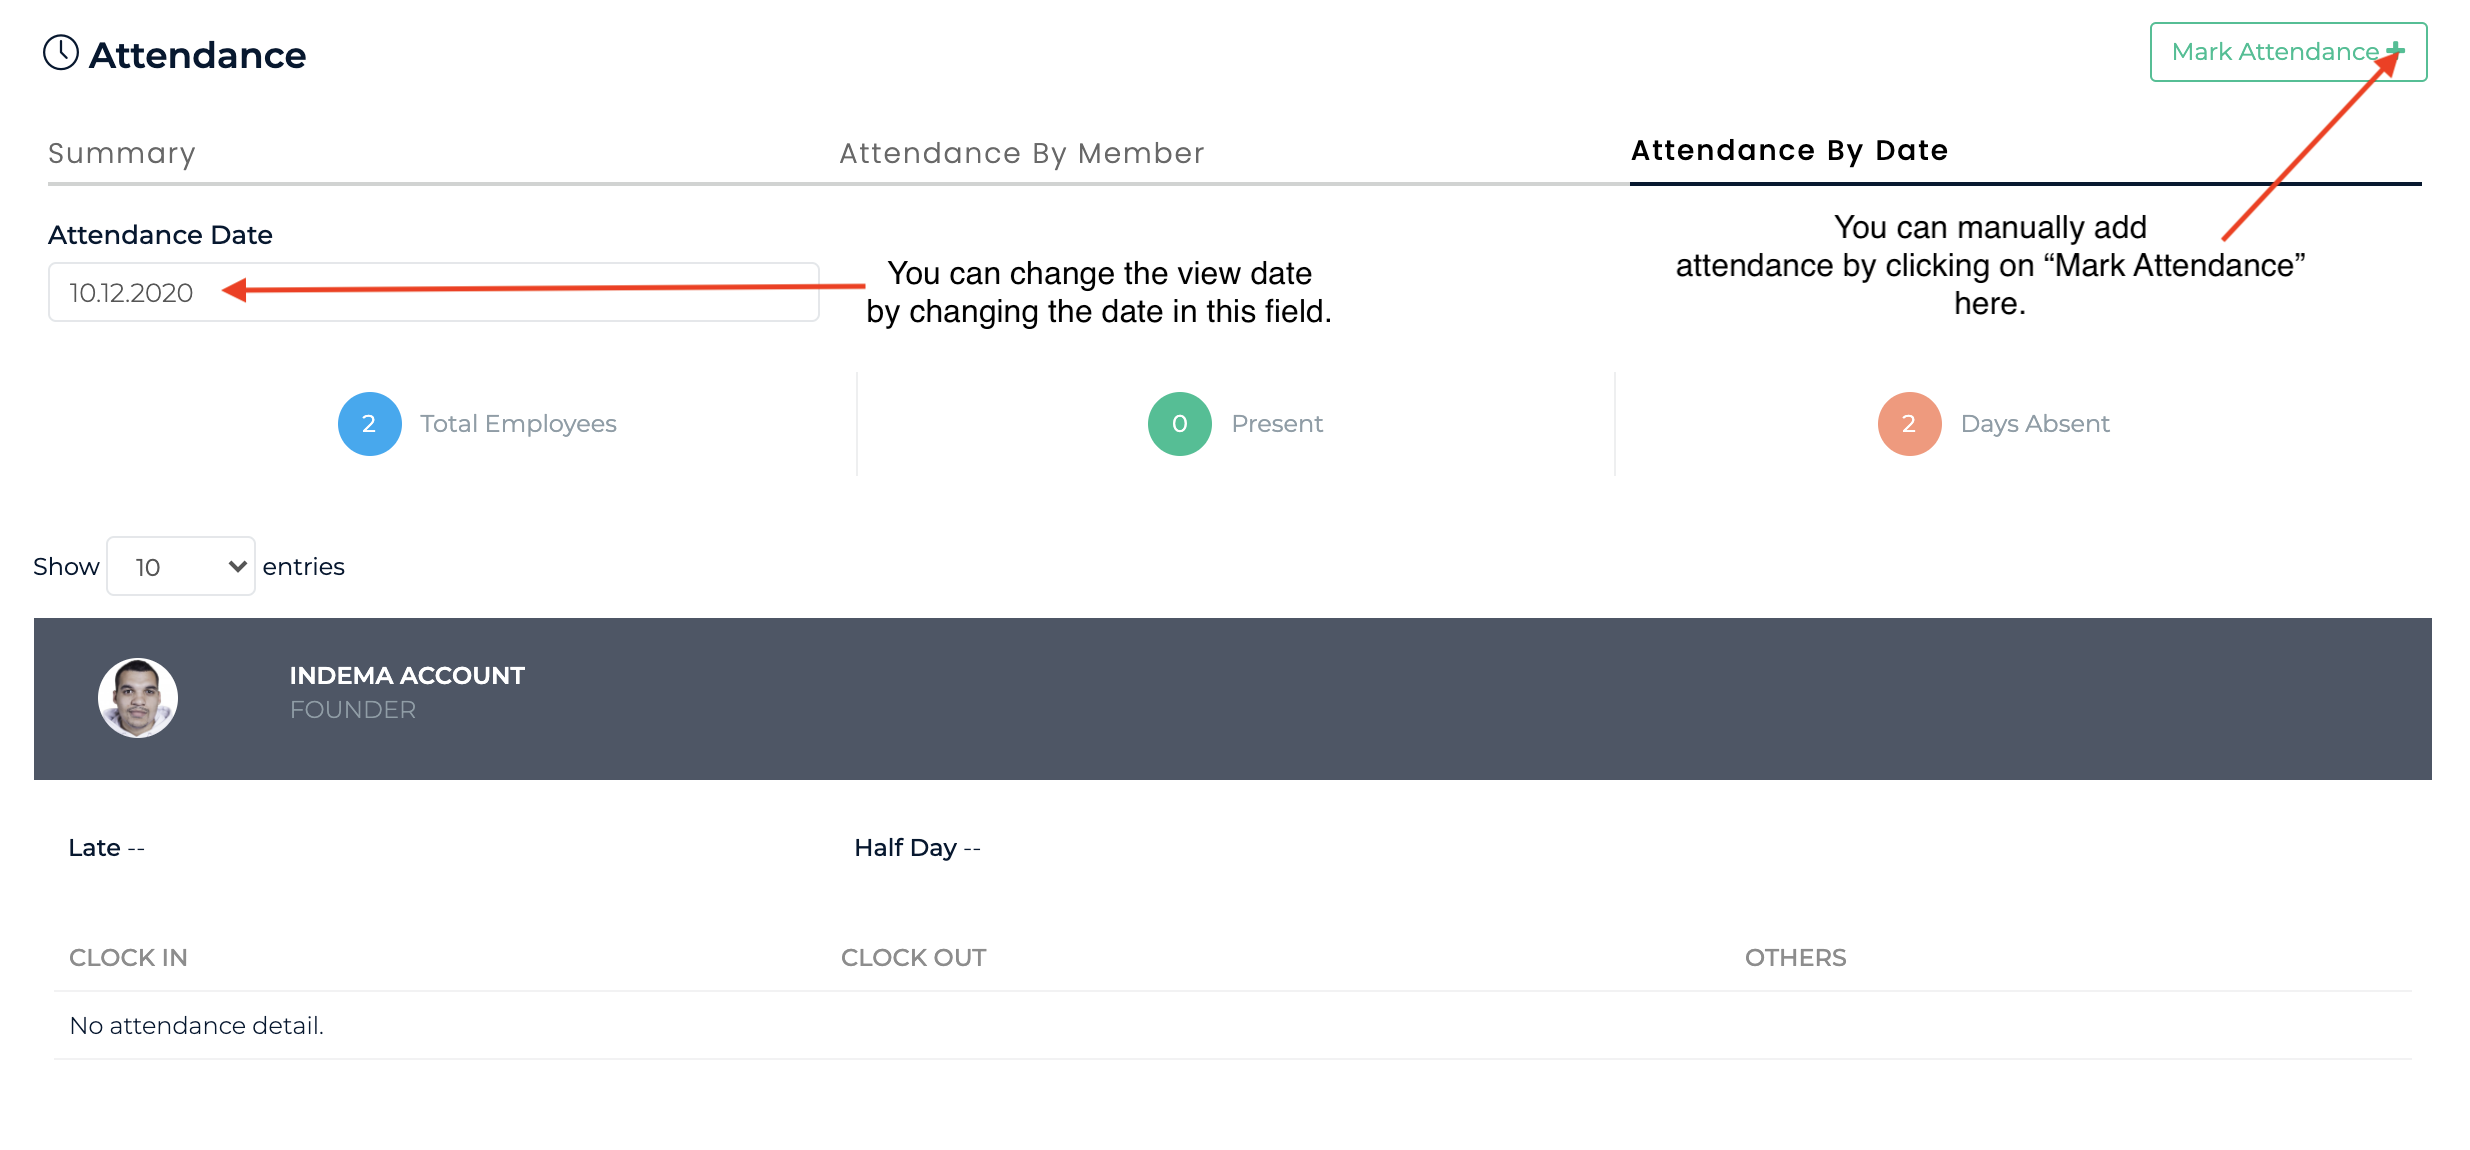 Attendance
Mark Attendance
Summary
Attendance By Member
Attendance By Date
Attendance Date
10.12.2020
You can change the view date
by changing the date in this field.
You can manually add
attendance by clicking on “Mark Attendance”
here.
2 Total Employees
0 Present
2 Days Absent
Show 10 entries
INDEMA ACCOUNT
FOUNDER
Late --
Half Day --
CLOCK IN
CLOCK OUT
OTHERS
No attendance detail.